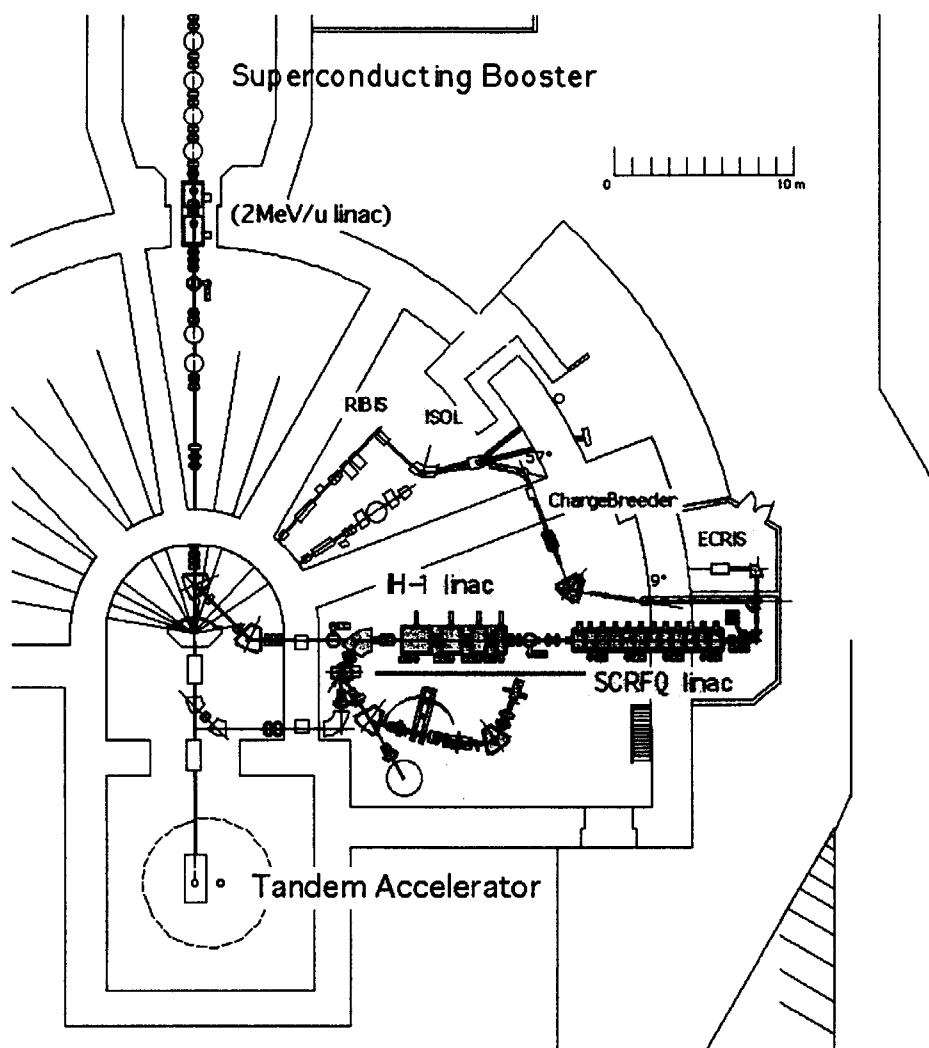 Superconducting Booster
0
10 m
(2MeV/u linac)
RIBIS
ISOL
57°
ChargeBreeder
ECRIS
9°
IH-1 linac
SCRFQ linac
Tandem Accelerator